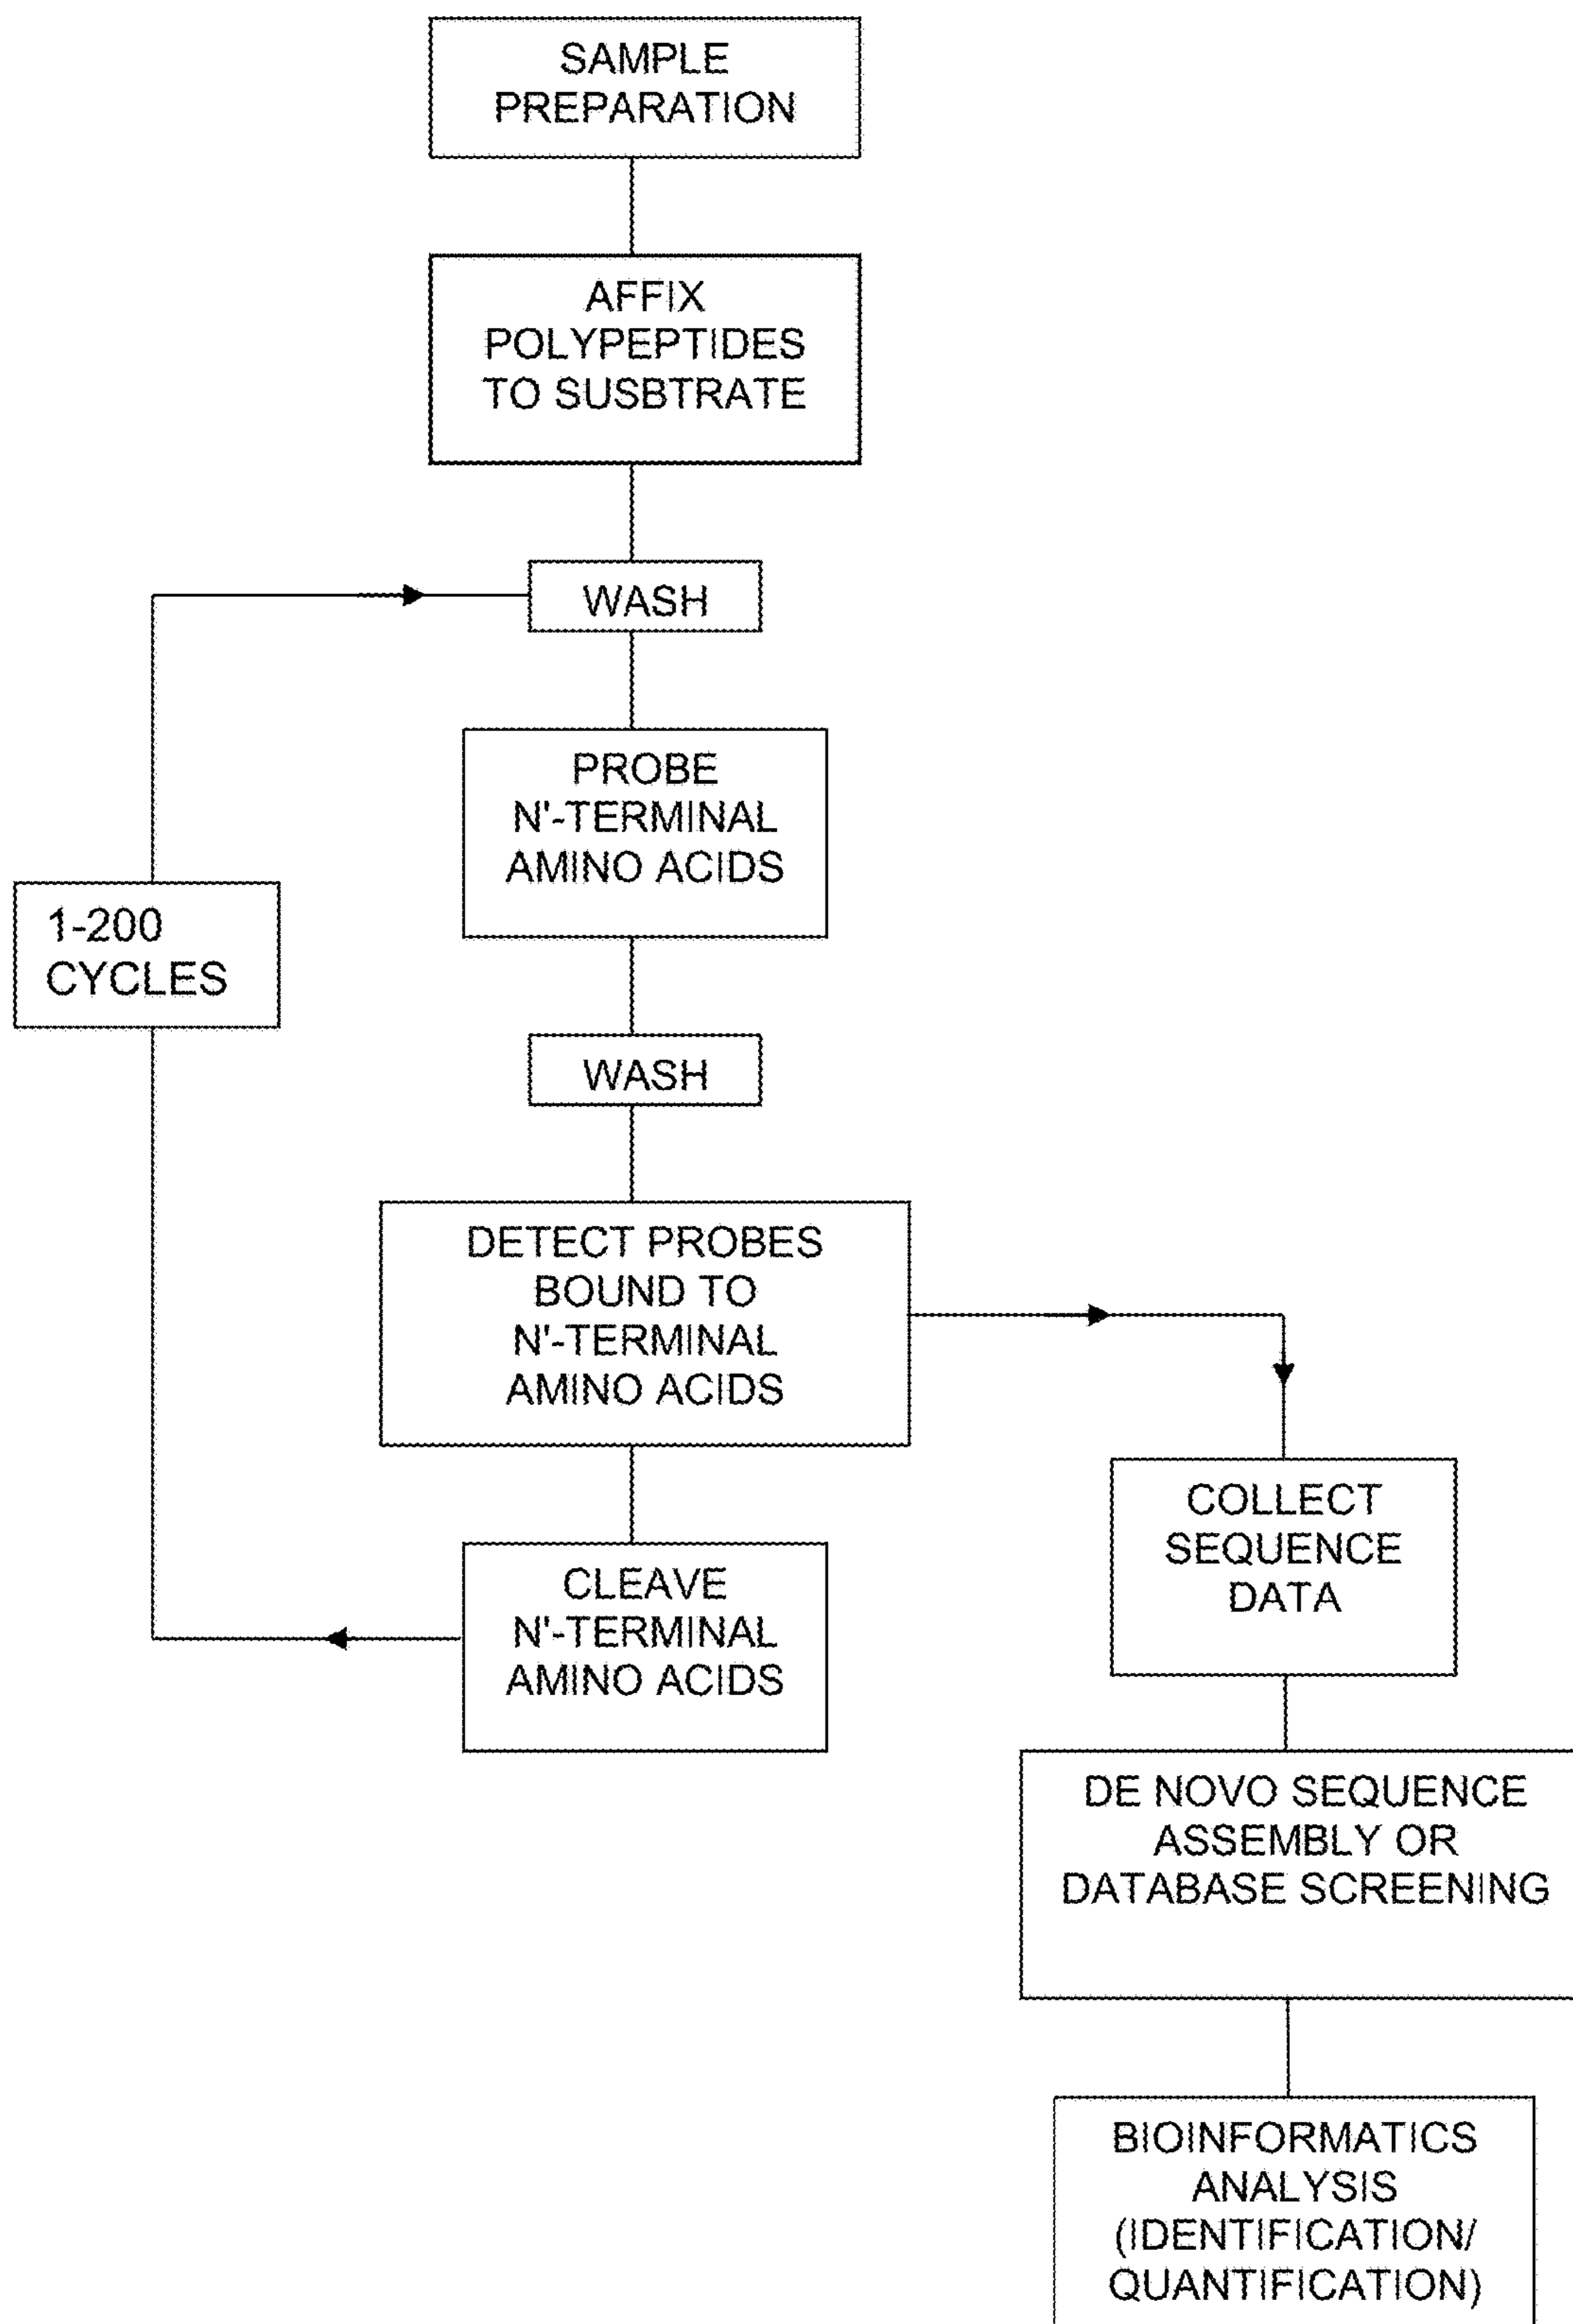 SAMPLE
PREPARATION
AFFIX
POLYPEPTIDES
TO SUSBTRATE
WASH
PROBE
N'-TERMINAL
AMINO ACIDS
1-200
CYCLES
WASH
DETECT PROBES
BOUND TO
N'-TERMINAL
AMINO ACIDS
CLEAVE
N'-TERMINAL
AMINO ACIDS
COLLECT
SEQUENCE
DATA
DE NOVO SEQUENCE
ASSEMBLY OR
DATABASE SCREENING
BIOINFORMATICS
ANALYSIS
(IDENTIFICATION/
QUANTIFICATION)